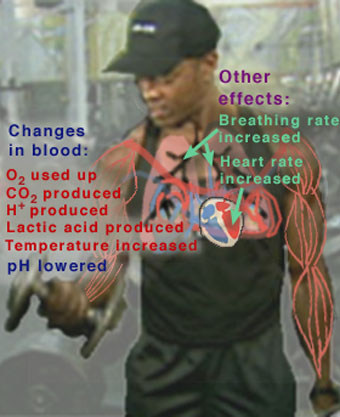 Other
effects:
Breathing rate
increased
Heart rate
increased
Changes
in blood:
O₂ used up
CO₂ produced
H⁺ produced
Lactic acid produced
Temperature increased
pH lowered